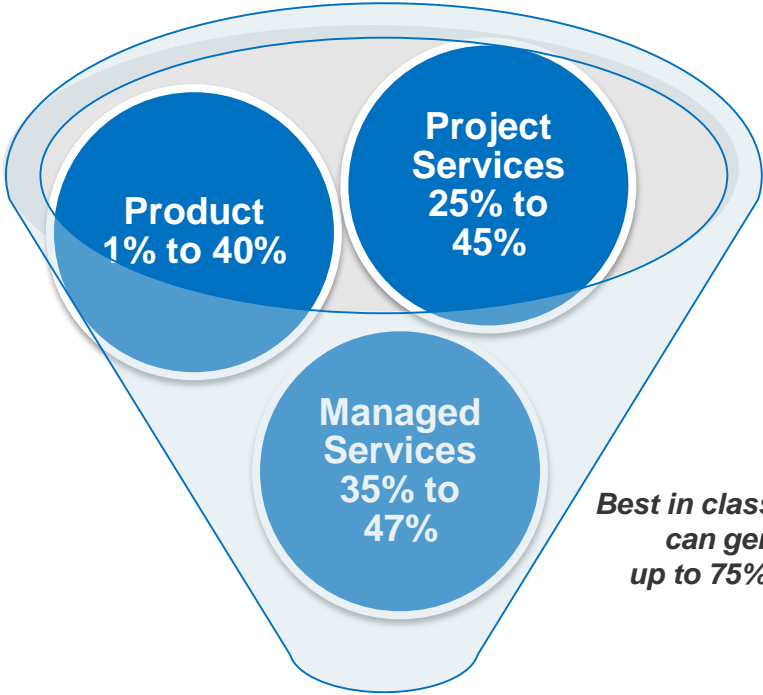 Project
Services
25% to
45%
Product
1% to 40%
Managed
Services
35% to
47%
Best in class
can
up to 75%